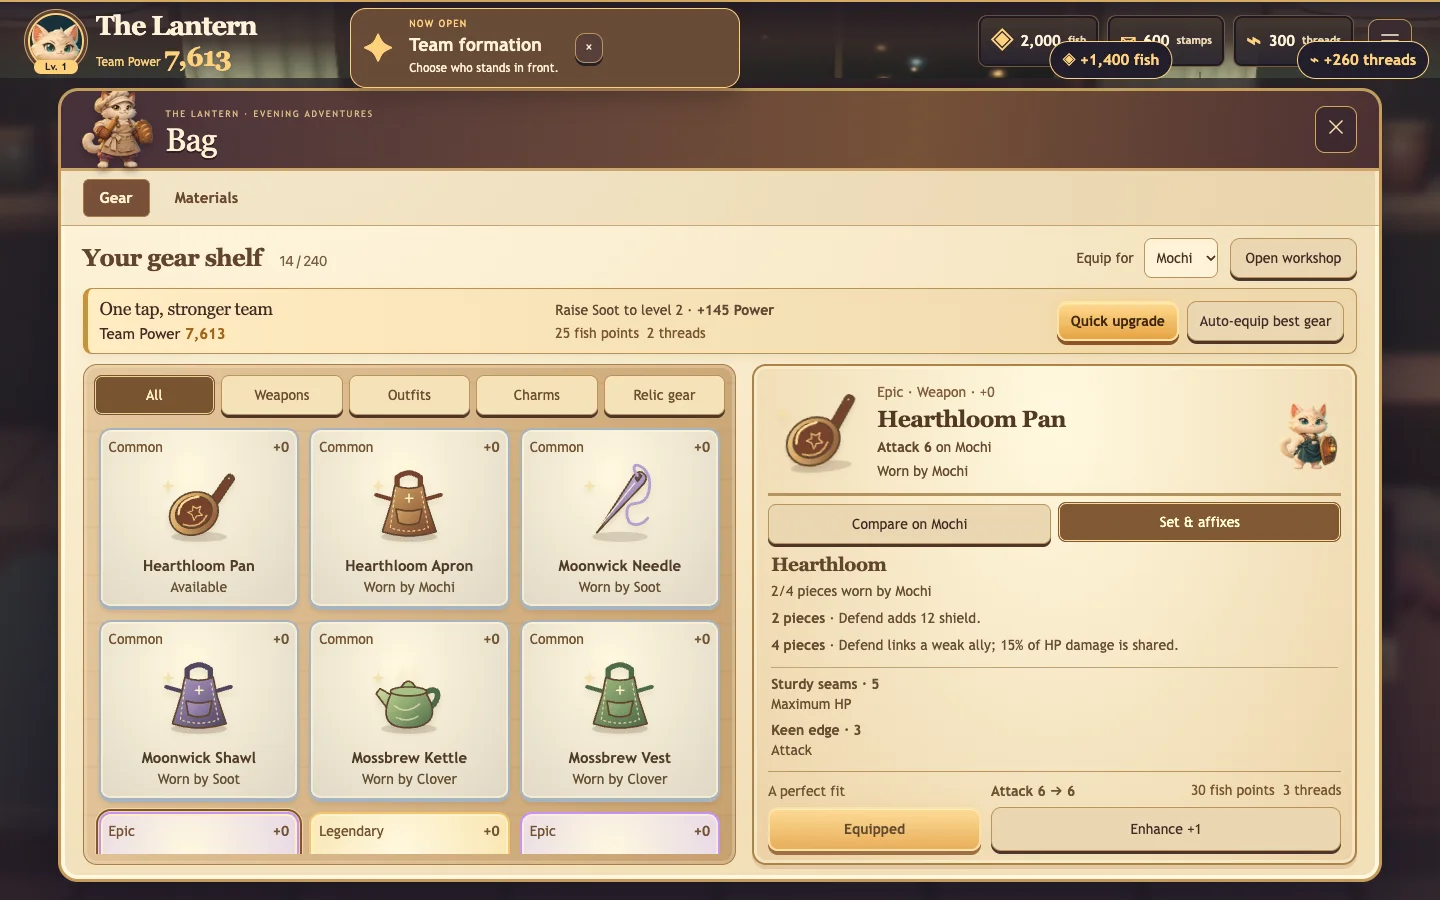 The Lantern
Lv. 1
Team Power 7,613
NOW OPEN
Team formation
Choose who stands in front.
×
2,000 fish
600 stamps
300 threads
+1,400 fish
+260 threads
THE LANTERN · EVENING ADVENTURES
Bag
Gear
Materials
Your gear shelf 14 / 240
Equip for Mochi
Open workshop
One tap, stronger team
Team Power 7,613
Raise Soot to level 2 · +145 Power
25 fish points 2 threads
Quick upgrade
Auto-equip best gear
All
Weapons
Outfits
Charms
Relic gear
Common +0
Hearthloom Pan
Available
Common +0
Hearthloom Apron
Worn by Mochi
Common +0
Moonwick Needle
Worn by Soot
Common +0
Moonwick Shawl
Worn by Soot
Common +0
Mossbrew Kettle
Worn by Clover
Common +0
Mossbrew Vest
Worn by Clover
Epic +0
Legendary +0
Epic +0
Epic · Weapon · +0
Hearthloom Pan
Attack 6 on Mochi
Worn by Mochi
Compare on Mochi
Set & affixes
Hearthloom
2/4 pieces worn by Mochi
2 pieces · Defend adds 12 shield.
4 pieces · Defend links a weak ally; 15% of HP damage is shared.
Sturdy seams · 5
Maximum HP
Keen edge · 3
Attack
A perfect fit
Attack 6 → 6
30 fish points 3 threads
Equipped
Enhance +1